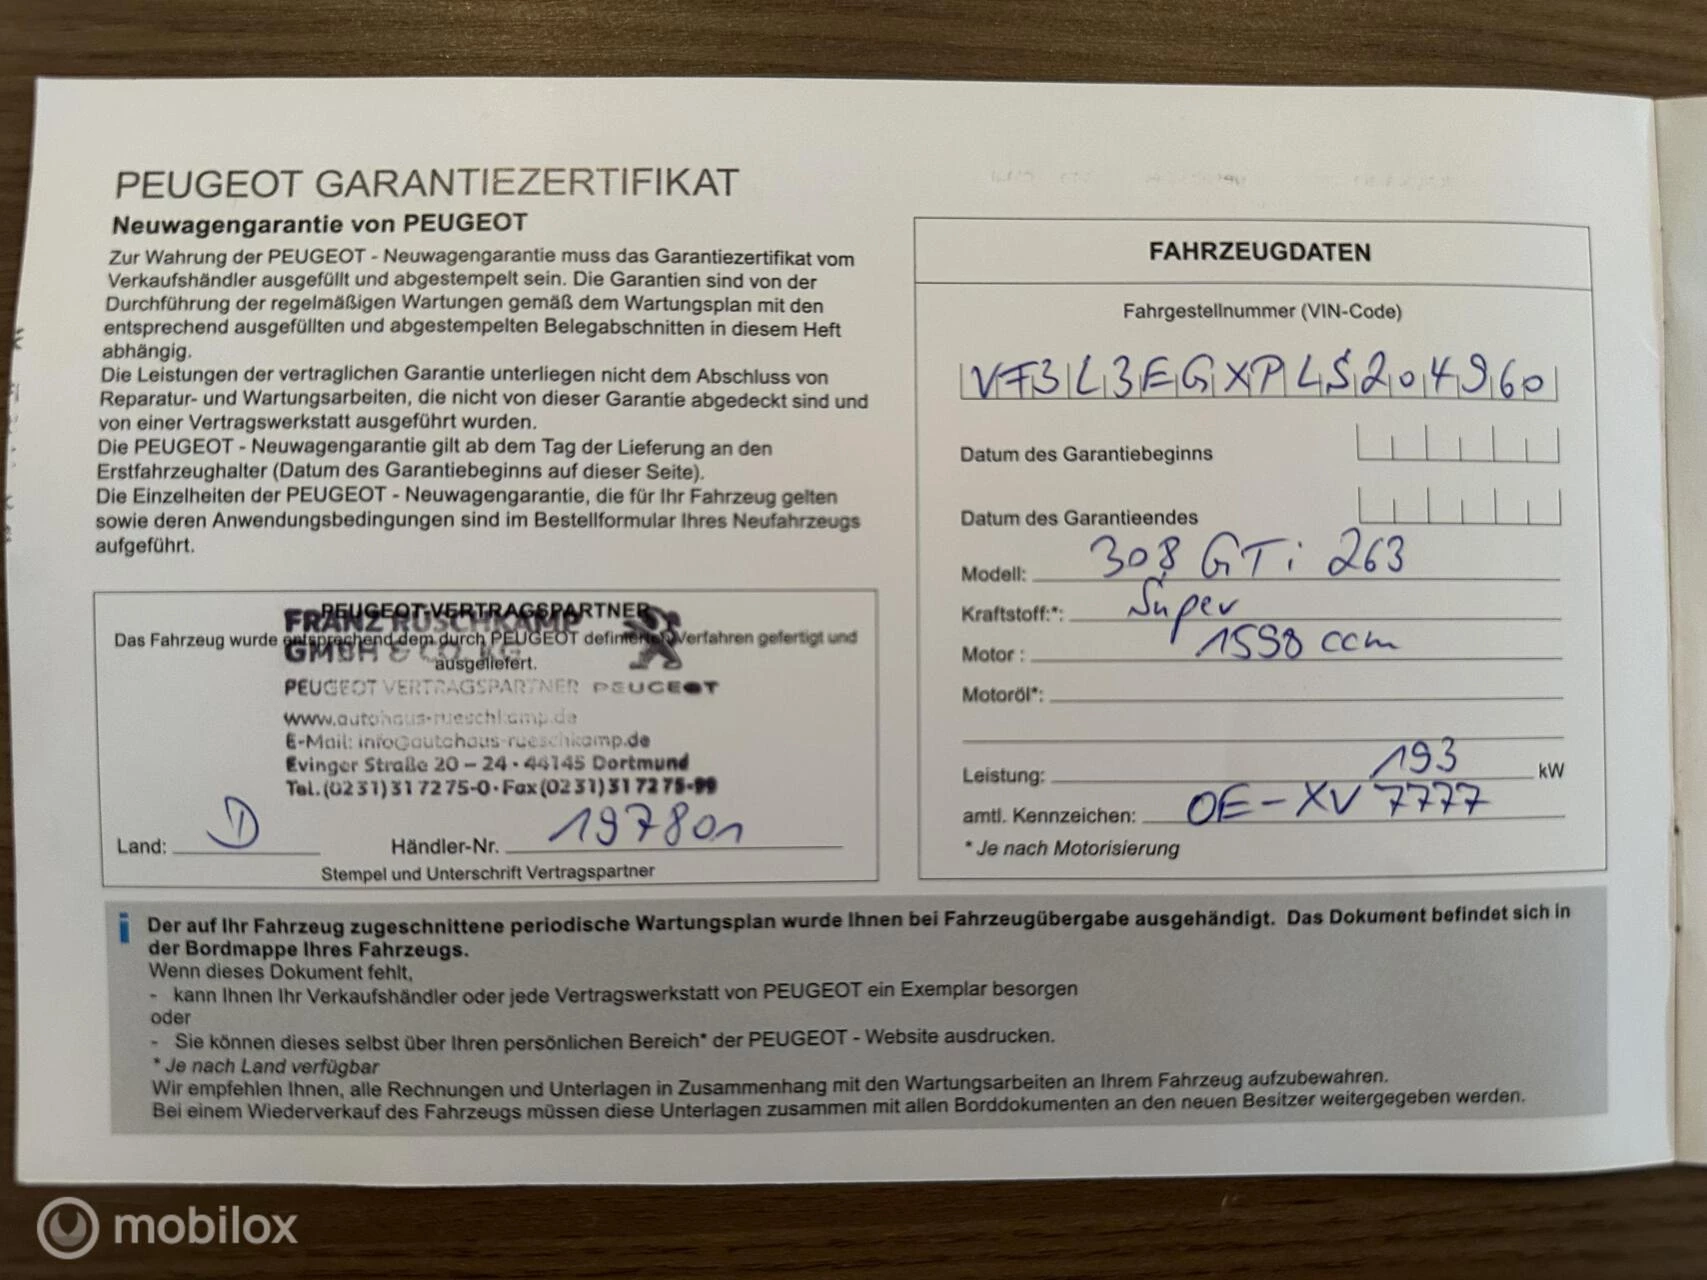 PEUGEOT GARANTIEZERTIFIKAT
Neuwagengarantie von PEUGEOT
Zur Wahrung der PEUGEOT - Neuwagengarantie muss das Garantiezertifikat vom
Verkaufshändler ausgefüllt und abgestempelt sein. Die Garantien sind von der
Durchführung der regelmäßigen Wartungen gemäß dem Wartungsplan mit den
entsprechend ausgefüllten und abgestempelten Belegabschnitten in diesem Heft
abhängig.
Die Leistungen der vertraglichen Garantie unterliegen nicht dem Abschluss von
Reparatur- und Wartungsarbeiten, die nicht von dieser Garantie abgedeckt sind und
von einer Vertragswerkstatt ausgeführt wurden.
Die PEUGEOT - Neuwagengarantie gilt ab dem Tag der Lieferung an den
Erstfahrzeughalter (Datum des Garantiebeginns auf dieser Seite).
Die Einzelheiten der PEUGEOT - Neuwagengarantie, die für Ihr Fahrzeug gelten
sowie deren Anwendungsbedingungen sind im Bestellformular Ihres Neufahrzeugs
aufgeführt.
PEUGEOT-VERTRAGSPARTNER
Das Fahrzeug wurde entsprechend dem durch PEUGEOT definierten Verfahren gefertigt und
ausgeliefert.
FRANZ RÜSCHKAMP
GMBH & CO. KG
PEUGEOT VERTRAGSPARTNER PEUGEOT
www.autohaus-rueschkamp.de
E-Mail: info@autohaus-rueschkamp.de
Evinger Straße 20 – 24 · 44145 Dortmund
Tel. (02 31) 31 72 75-0 · Fax (02 31) 31 72 75-99
Land: D Händler-Nr. 197801
Stempel und Unterschrift Vertragspartner
FAHRZEUGDATEN
Fahrgestellnummer (VIN-Code)
VF3L3EGXPLS204960
Datum des Garantiebeginns
Datum des Garantieendes
Modell: 308 GTi 263
Kraftstoff:*: Super
Motor : 1598 ccm
Motoröl*:
Leistung: 193 kW
amtl. Kennzeichen: OE-XV 7777
* Je nach Motorisierung
i Der auf Ihr Fahrzeug zugeschnittene periodische Wartungsplan wurde Ihnen bei Fahrzeugübergabe ausgehändigt. Das Dokument befindet sich in
der Bordmappe Ihres Fahrzeugs.
Wenn dieses Dokument fehlt,
- kann Ihnen Ihr Verkaufshändler oder jede Vertragswerkstatt von PEUGEOT ein Exemplar besorgen
oder
- Sie können dieses selbst über Ihren persönlichen Bereich* der PEUGEOT - Website ausdrucken.
* Je nach Land verfügbar
Wir empfehlen Ihnen, alle Rechnungen und Unterlagen in Zusammenhang mit den Wartungsarbeiten an Ihrem Fahrzeug aufzubewahren.
Bei einem Wiederverkauf des Fahrzeugs müssen diese Unterlagen zusammen mit allen Borddokumenten an den neuen Besitzer weitergegeben werden.
mobilox